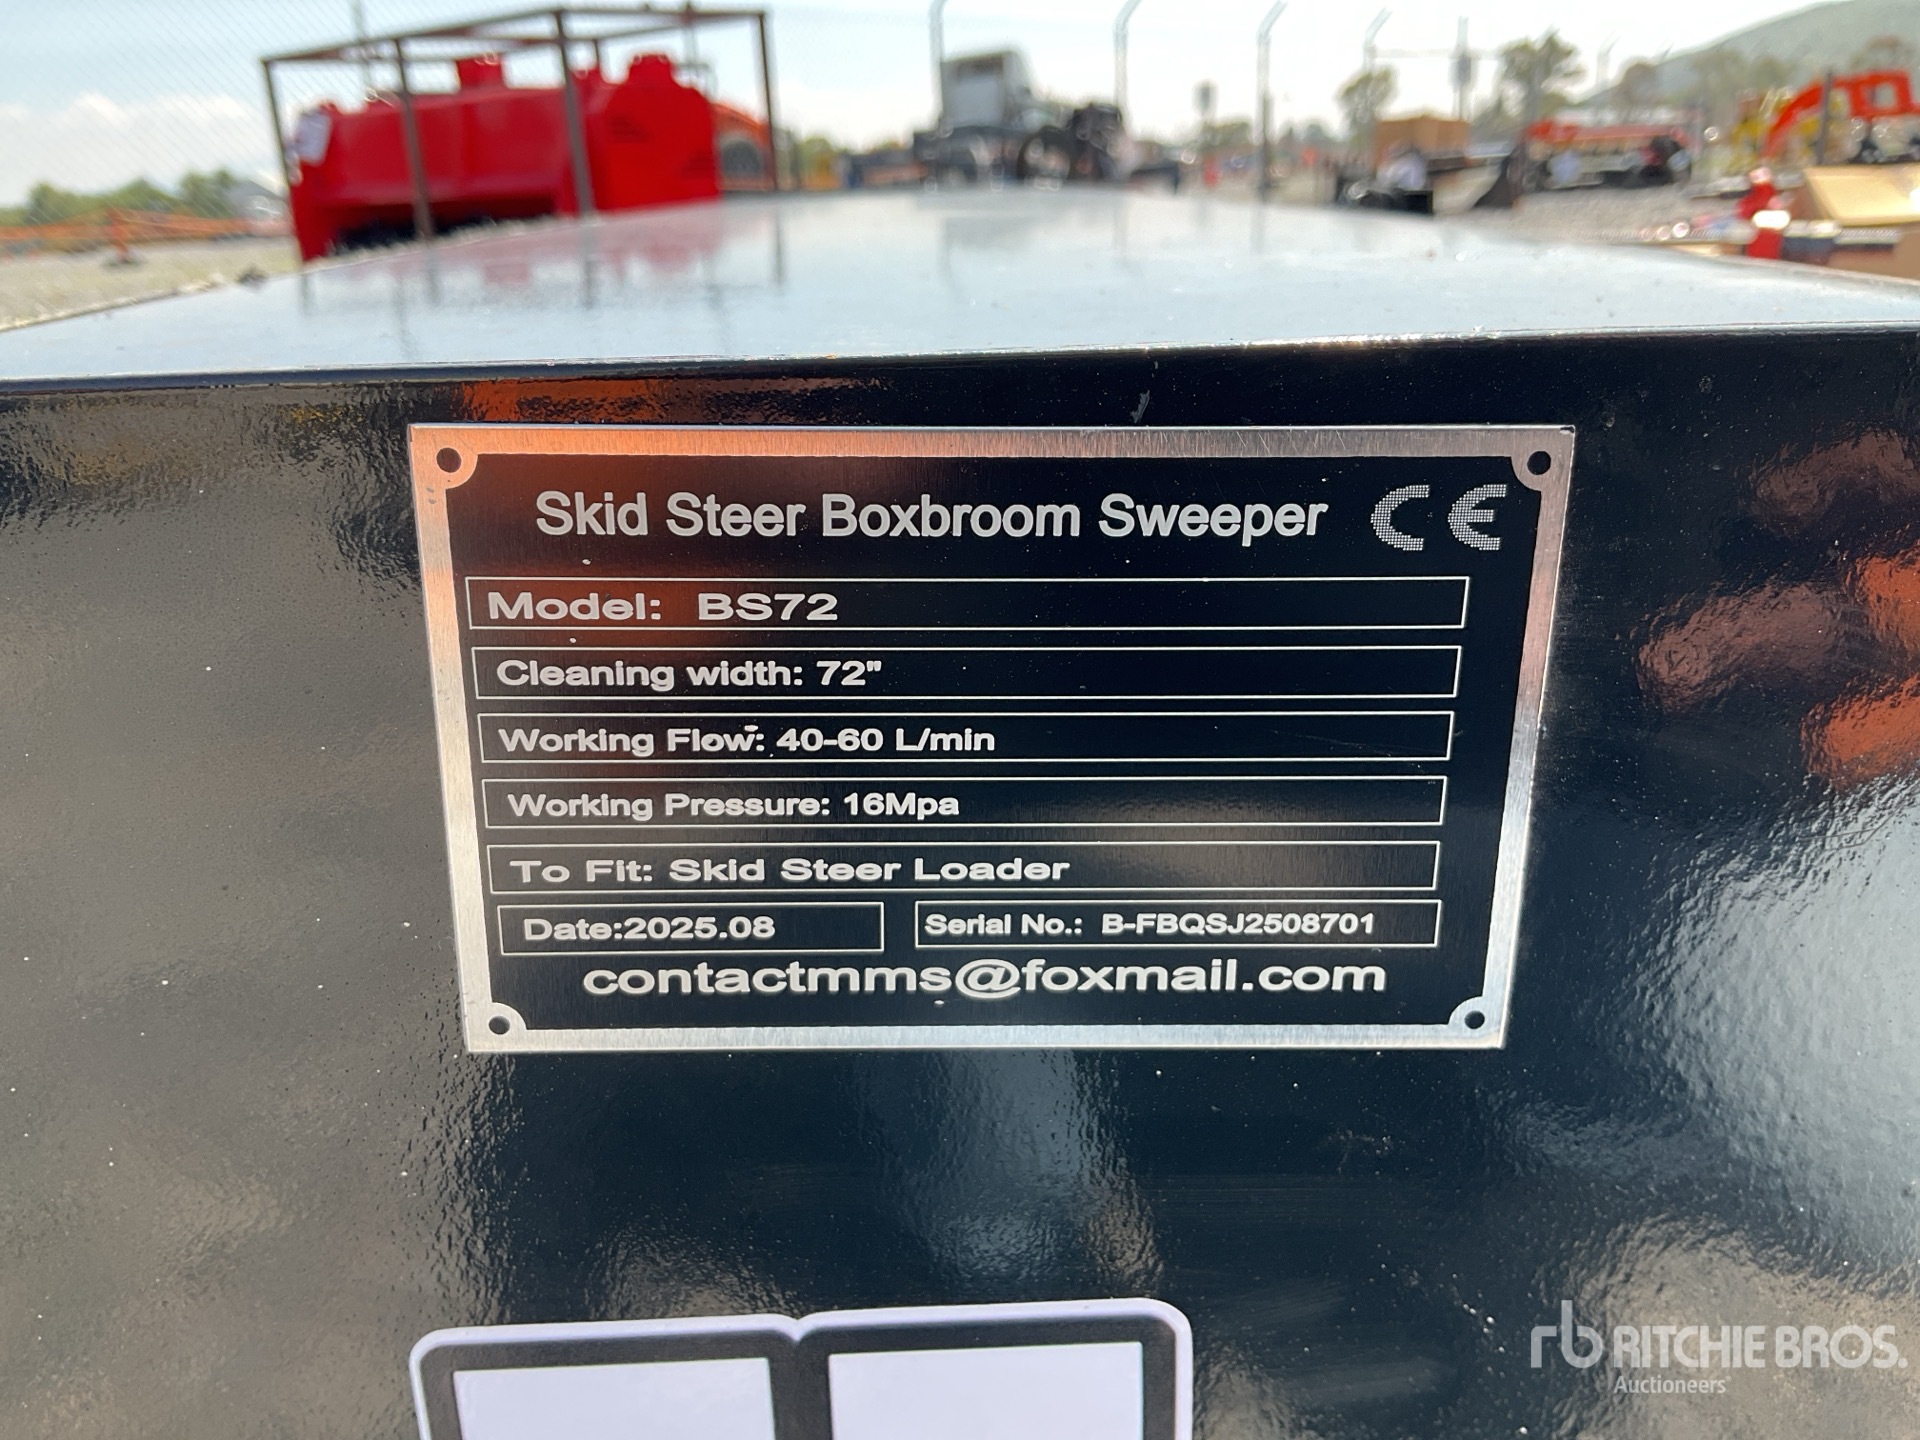 Skid Steer Boxbroom Sweeper CE
Model: BS72
Cleaning width: 72"
Working Flow: 40-60 L/min
Working Pressure: 16Mpa
To Fit: Skid Steer Loader
Date:2025.08 Serial No.: B-FBQSJ2508701
contactmms@foxmail.com
rb RITCHIE BROS.
Auctioneers